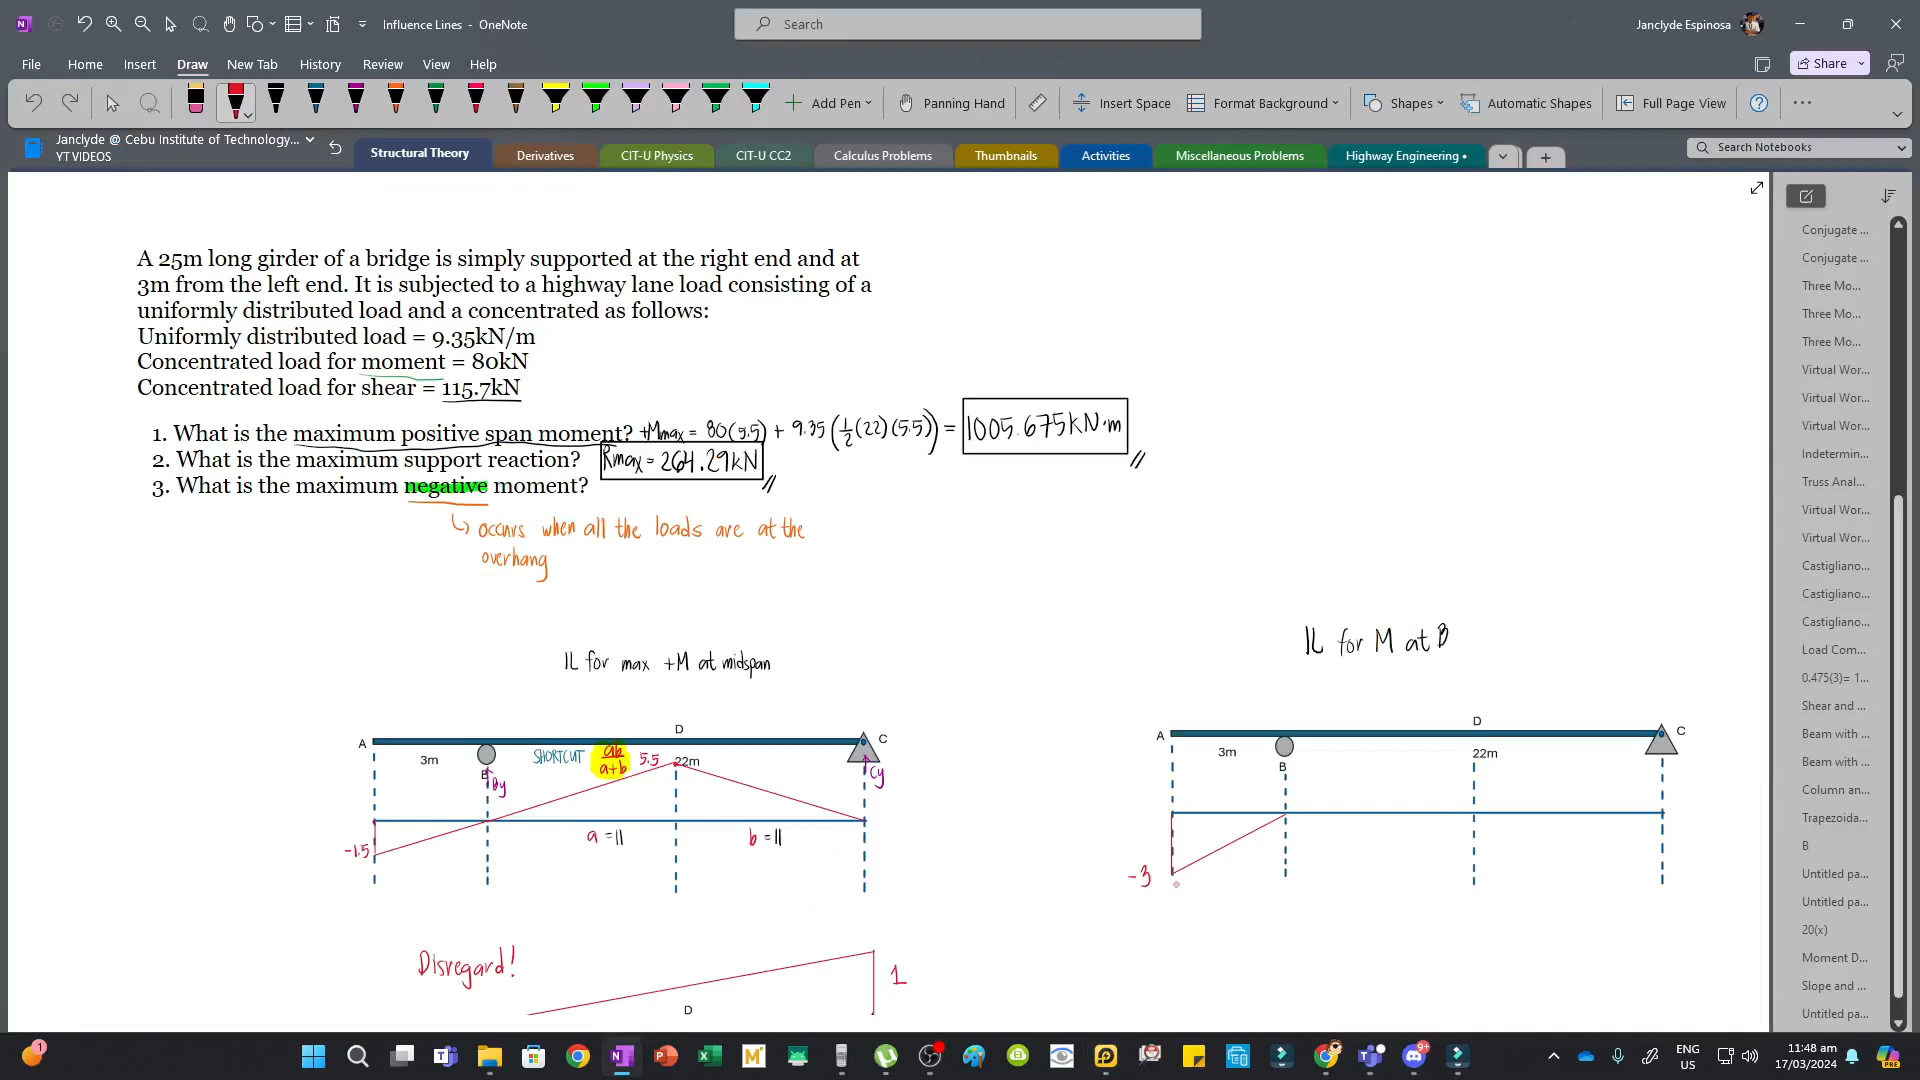 Influence Lines - OneNote
Search
Janclyde Espinosa
File Home Insert Draw New Tab History Review View Help
Share
Add Pen Panning Hand Insert Space Format Background Shapes Automatic Shapes Full Page View
Janclyde @ Cebu Institute of Technology...
YT VIDEOS
Structural Theory Derivatives CIT-U Physics CIT-U CC2 Calculus Problems Thumbnails Activities Miscellaneous Problems Highway Engineering
Search Notebooks
A 25m long girder of a bridge is simply supported at the right end and at
3m from the left end. It is subjected to a highway lane load consisting of a
uniformly distributed load and a concentrated as follows:
Uniformly distributed load = 9.35kN/m
Concentrated load for moment = 80kN
Concentrated load for shear = 115.7kN
1. What is the maximum positive span moment? +Mmax = 80(5.5) + 9.35(1/2(22)(5.5)) = 1005.675kN·m
2. What is the maximum support reaction? Rmax = 264.29kN
3. What is the maximum negative moment?
↳ occurs when all the loads are at the
overhang
IL for max +M at midspan
A D C
3m SHORTCUT ab/a+b 5.5 22m
B By Cy
a = 11 b = 11
-1.5
Disregard!
1
D
IL for M at B
A D C
3m 22m
B
-3
Conjugate ...
Conjugate ...
Three Mo...
Three Mo...
Three Mo...
Virtual Wor...
Virtual Wor...
Virtual Wor...
Indetermin...
Truss Anal...
Virtual Wor...
Virtual Wor...
Castigliano...
Castigliano...
Castigliano...
Load Com...
0.475(3)= 1...
Shear and ...
Beam with ...
Beam with ...
Column an...
Trapezoida...
B
Untitled pa...
Untitled pa...
20(x)
Moment D...
Slope and ...
Untitled pa...
1
9+
ENG
US
11:48 am
17/03/2024